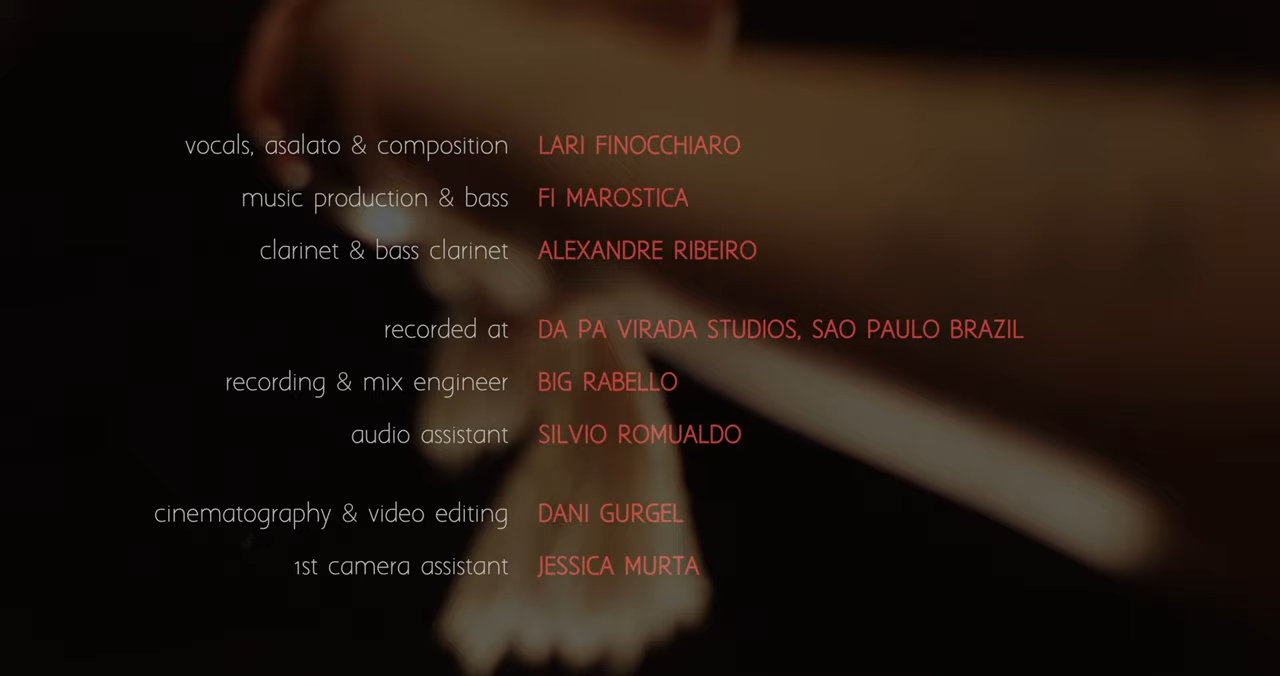 vocals, asalato & composition LARI FINOCCHIARO
music production & bass FI MAROSTICA
clarinet & bass clarinet ALEXANDRE RIBEIRO
recorded at DA PA VIRADA STUDIOS, SAO PAULO BRAZIL
recording & mix engineer BIG RABELLO
audio assistant SILVIO ROMUALDO
cinematography & video editing DANI GURGEL
1st camera assistant JESSICA MURTA